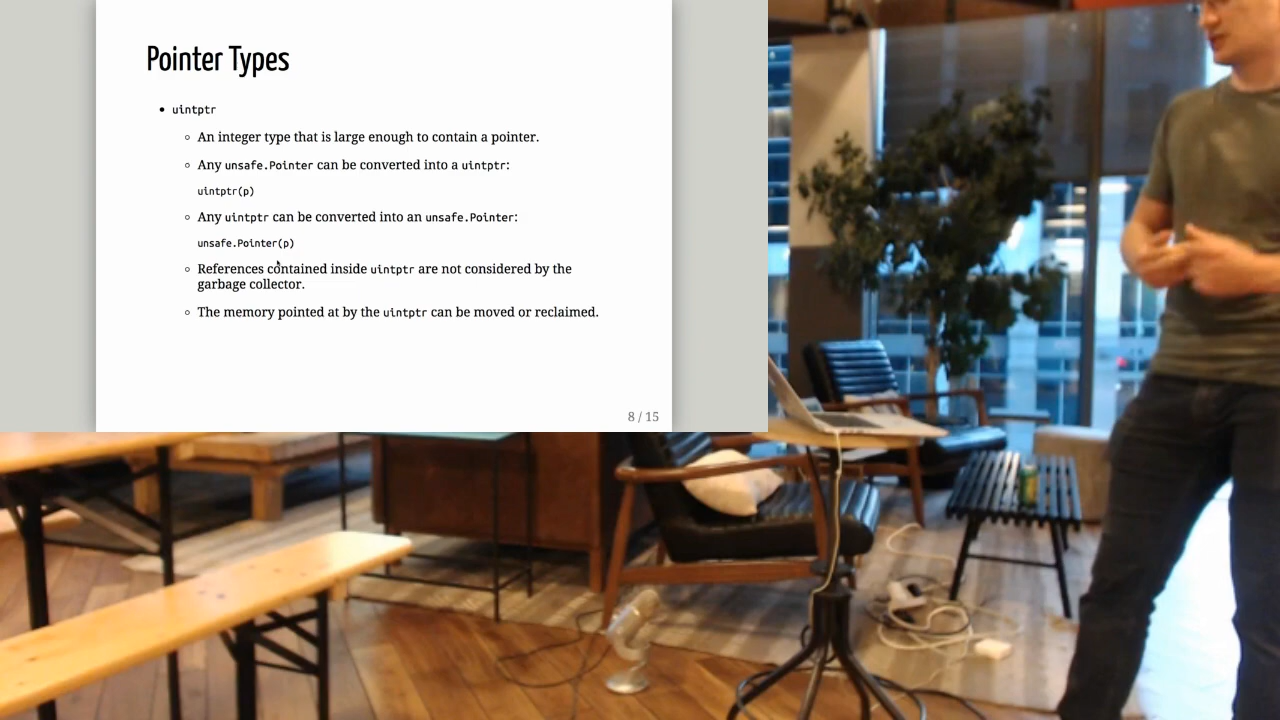 Pointer Types
uintptr
An integer type that is large enough to contain a pointer.
Any unsafe.Pointer can be converted into a uintptr:
uintptr(p)
Any uintptr can be converted into an unsafe.Pointer:
unsafe.Pointer(p)
References contained inside uintptr are not considered by the
garbage collector.
The memory pointed at by the uintptr can be moved or reclaimed.
8 / 15